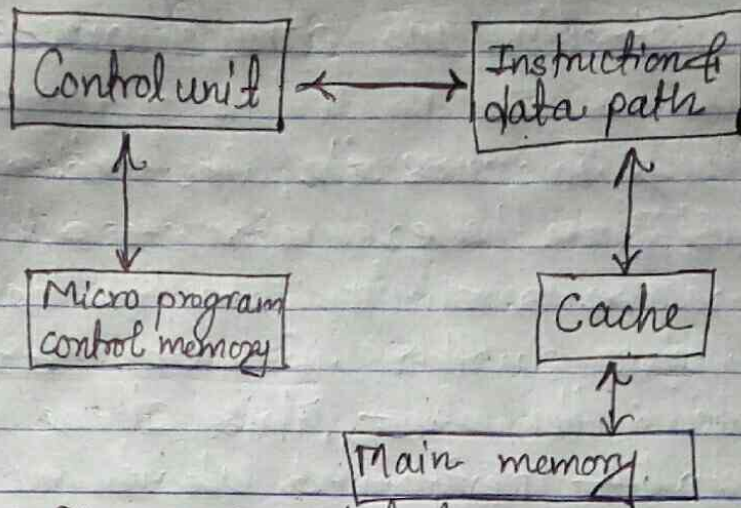 Control unit
Instruction &
data path
Micro program
control memory
Cache
Main memory.